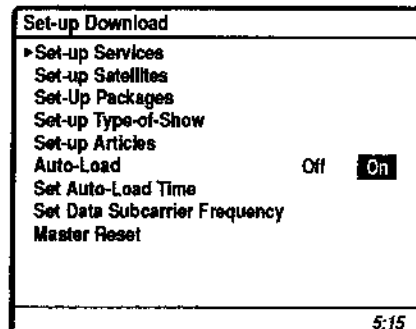 Set-up Download
▸Set-up Services
Set-up Satellites
Set-Up Packages
Set-up Type-of-Show
Set-up Articles
Auto-Load Off On
Set Auto-Load Time
Set Data Subcarrier Frequency
Master Reset
5:15